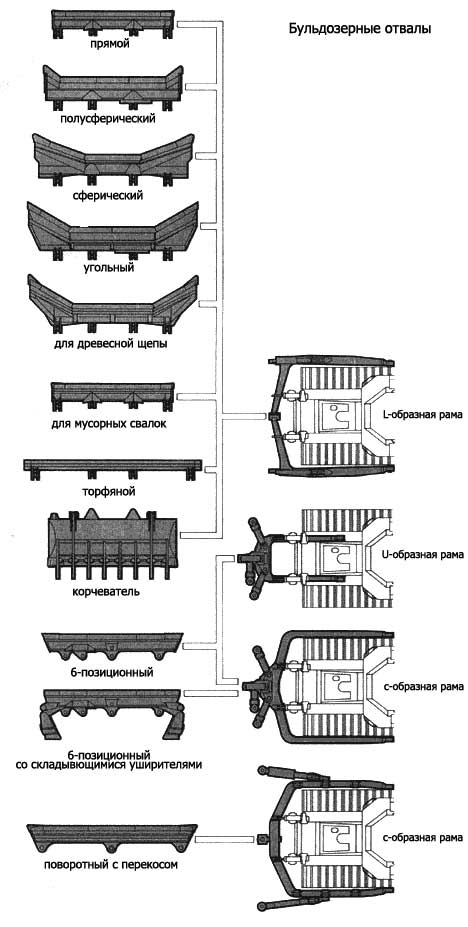 Бульдозерные отвалы
прямой
полусферический
сферический
угольный
для древесной щепы
для мусорных свалок
L-образная рама
торфяной
U-образная рама
корчеватель
6-позиционный
с-образная рама
6-позиционный
со складывющимися уширителями
с-образная рама
поворотный с перекосом